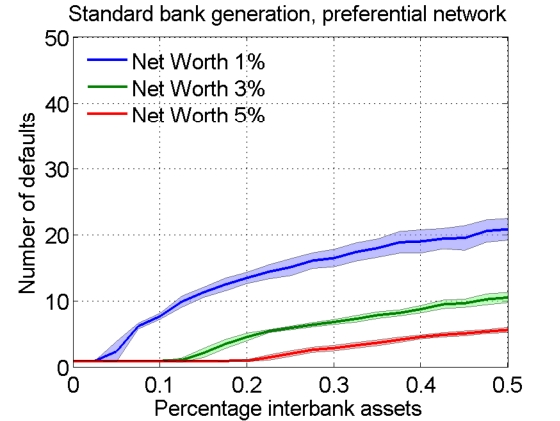 Standard bank generation, preferential network
50
40
30
20
10
0
Number of defaults
Net Worth 1%
Net Worth 3%
Net Worth 5%
0 0.1 0.2 0.3 0.4 0.5
Percentage interbank assets